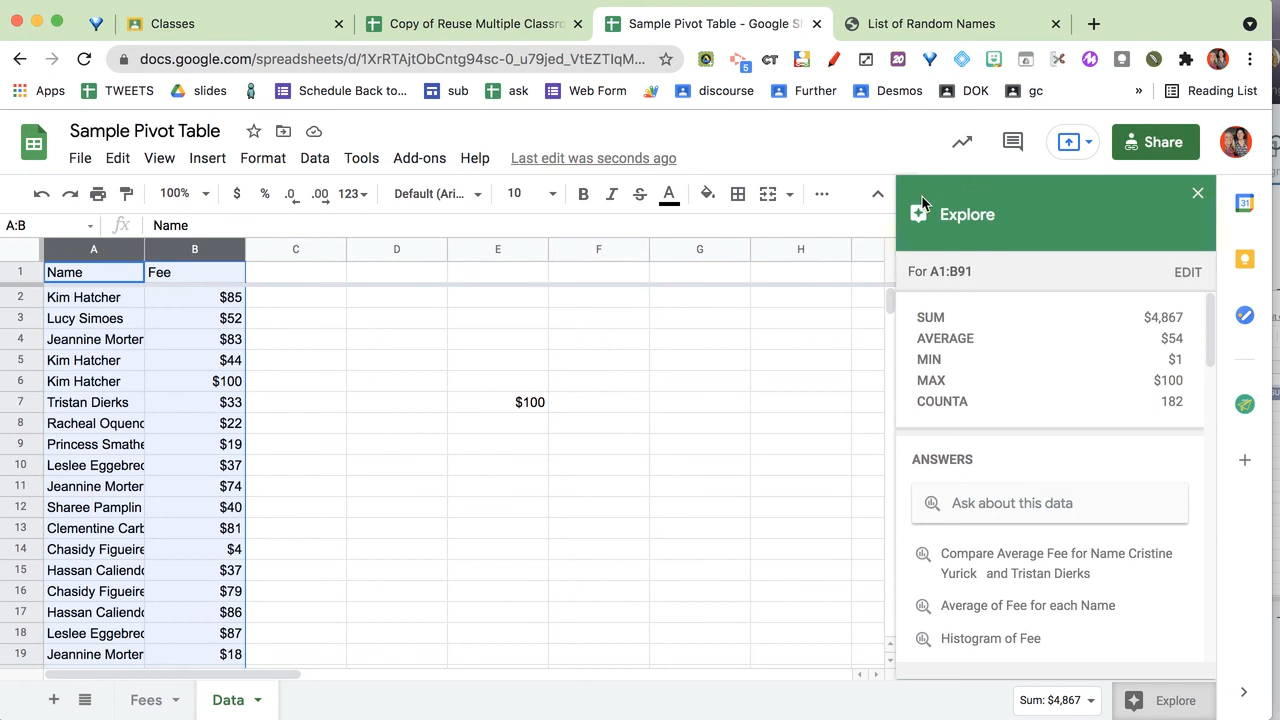 Classes
Copy of Reuse Multiple Classro
Sample Pivot Table - Google Sh
List of Random Names
docs.google.com/spreadsheets/d/1XrRTAjtObCntg94sc-0_u79jed_VtEZTIqM...
5
CT
20
Apps TWEETS slides Schedule Back to... sub ask Web Form discourse Further Desmos DOK gc » Reading List
Sample Pivot Table
File Edit View Insert Format Data Tools Add-ons Help Last edit was seconds ago
Share
100% $ % .0 .00 123 Default (Ari... 10 B I S A
A:B fx Name
A B C D E F G H
1 Name Fee
2 Kim Hatcher $85
3 Lucy Simoes $52
4 Jeannine Morter $83
5 Kim Hatcher $44
6 Kim Hatcher $100
7 Tristan Dierks $33 $100
8 Racheal Oquend $22
9 Princess Smathe $19
10 Leslee Eggebrec $37
11 Jeannine Morter $74
12 Sharee Pamplin $40
13 Clementine Cart $81
14 Chasidy Figueire $4
15 Hassan Caliendo $37
16 Chasidy Figueire $79
17 Hassan Caliendo $86
18 Leslee Eggebrec $87
19 Jeannine Morter $18
Explore
For A1:B91 EDIT
SUM $4,867
AVERAGE $54
MIN $1
MAX $100
COUNTA 182
ANSWERS
Ask about this data
Compare Average Fee for Name Cristine
Yurick and Tristan Dierks
Average of Fee for each Name
Histogram of Fee
31
Fees Data Sum: $4,867 Explore